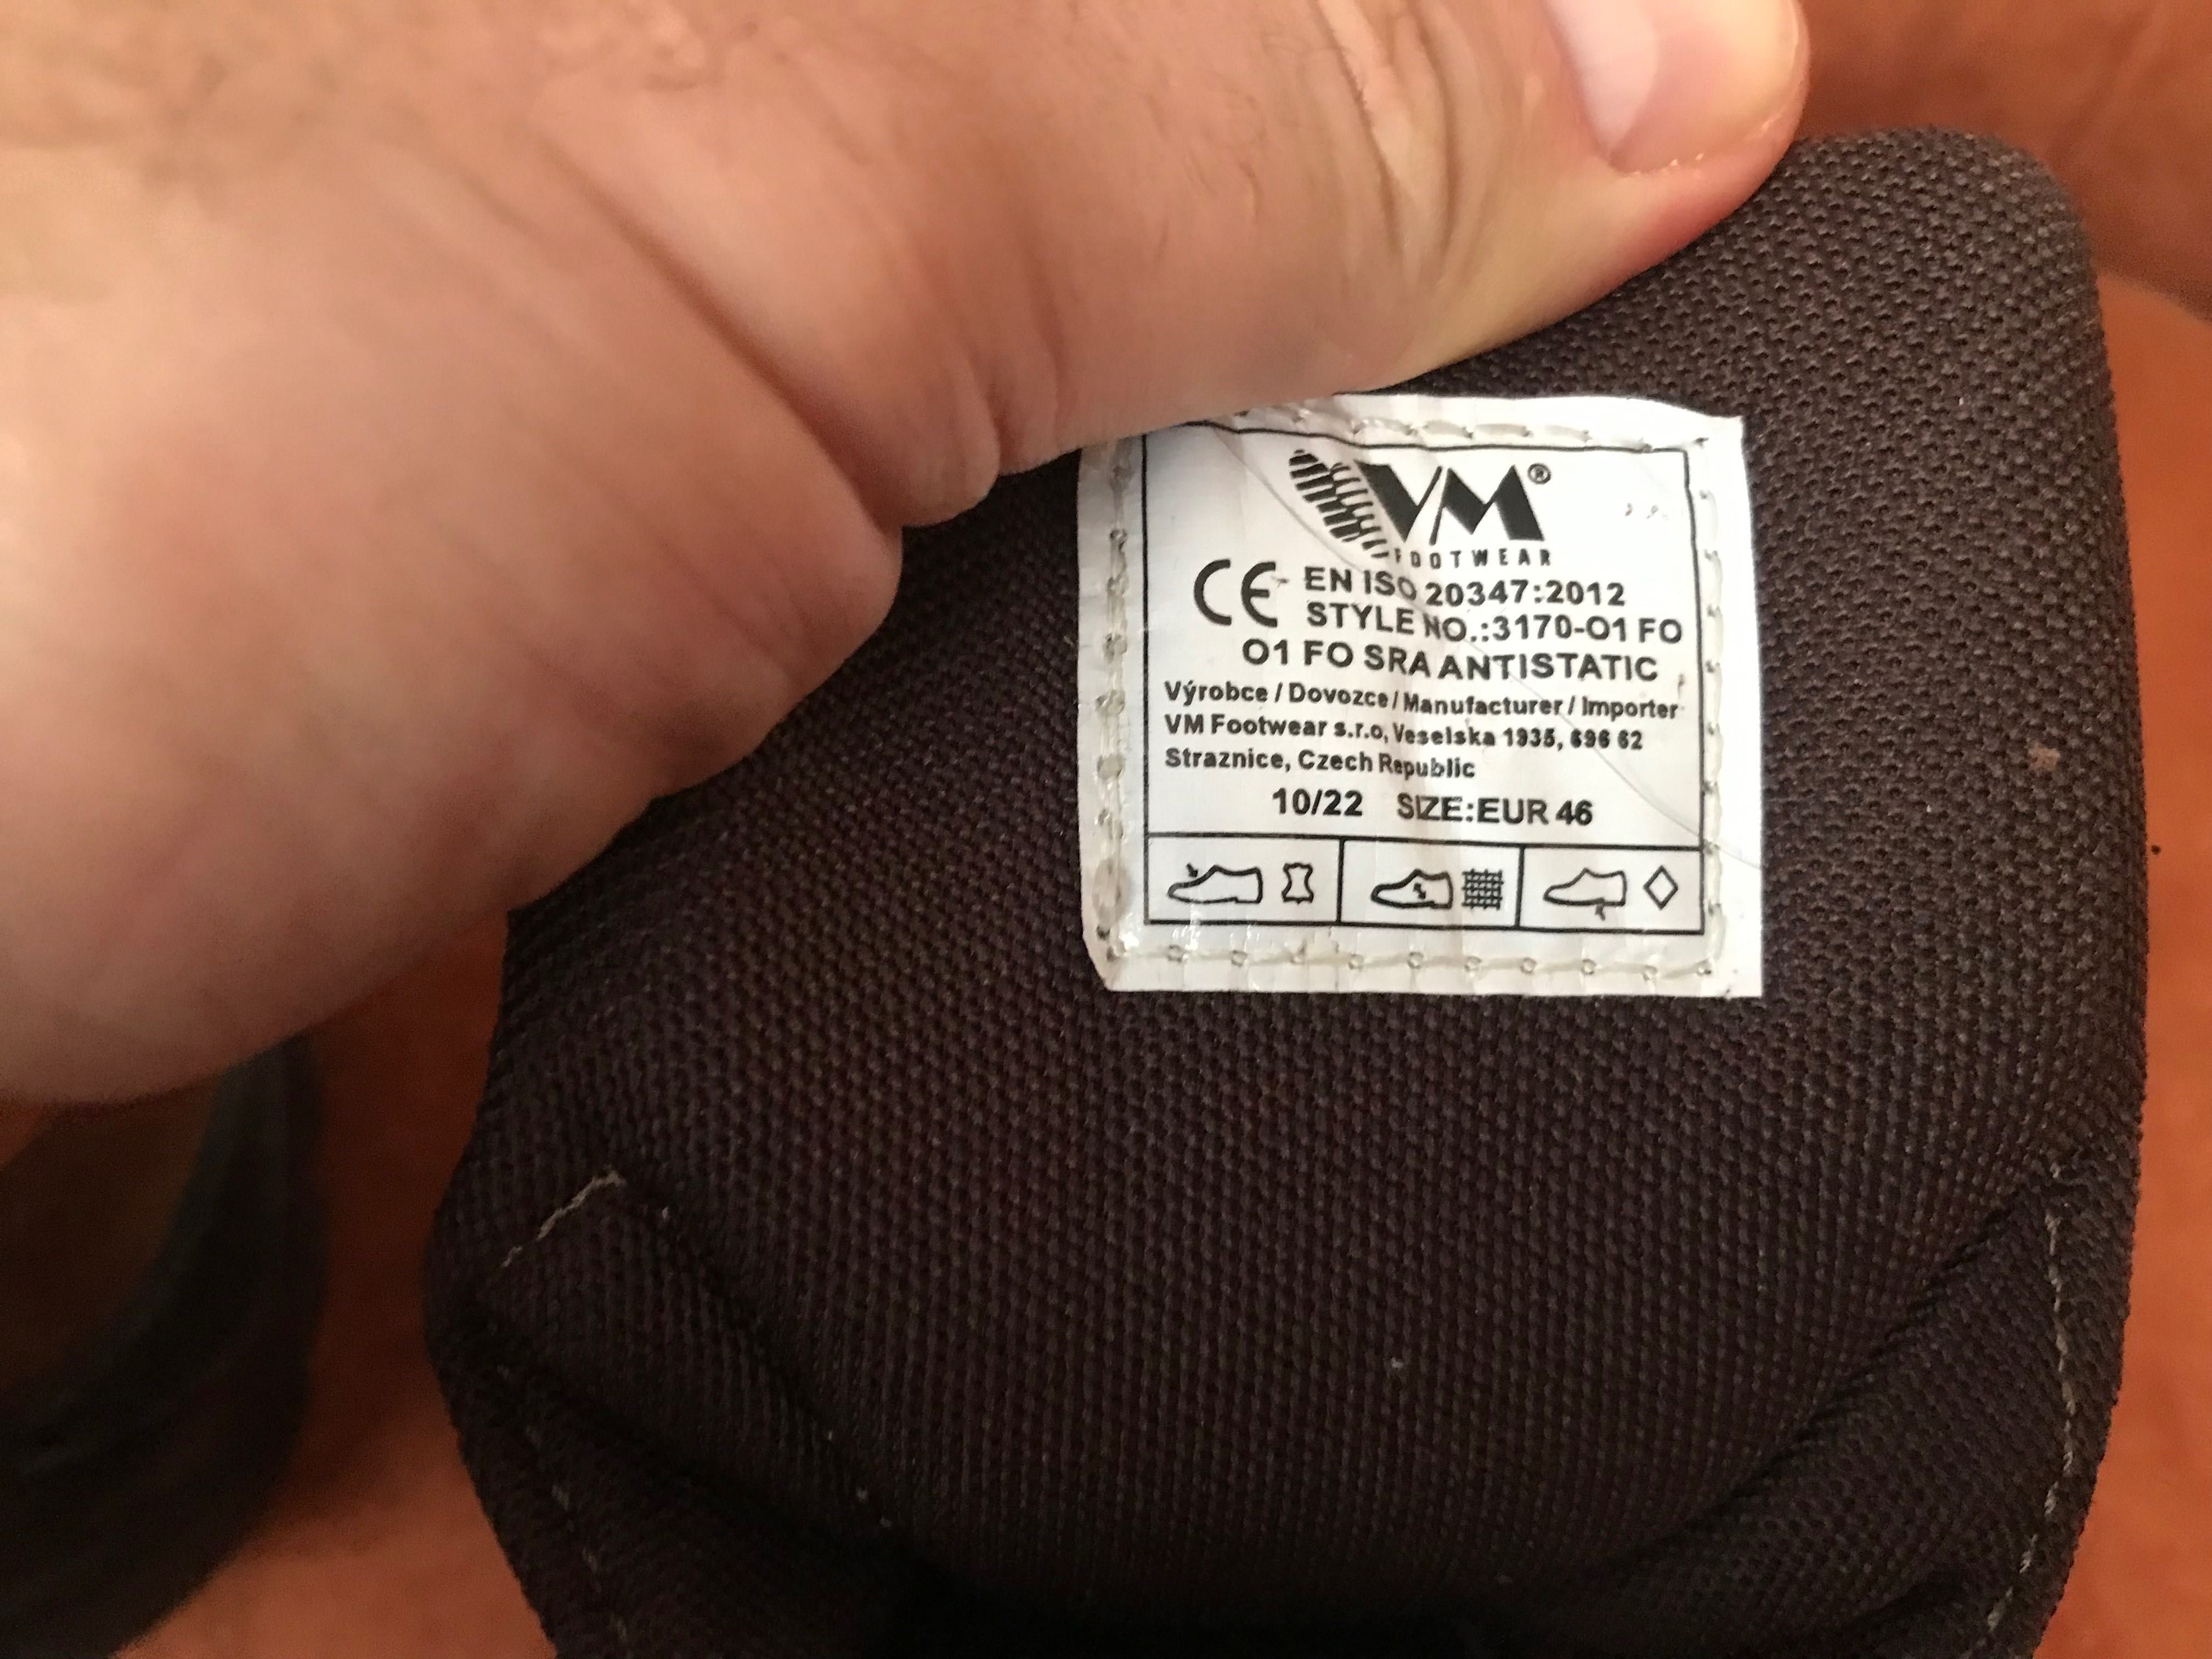 VM®
FOOTWEAR
CE EN ISO 20347:2012
STYLE NO.:3170-O1 FO
O1 FO SRA ANTISTATIC
Výrobce / Dovozce / Manufacturer / Importer
VM Footwear s.r.o, Veselska 1935, 696 62
Straznice, Czech Republic
10/22 SIZE:EUR 46